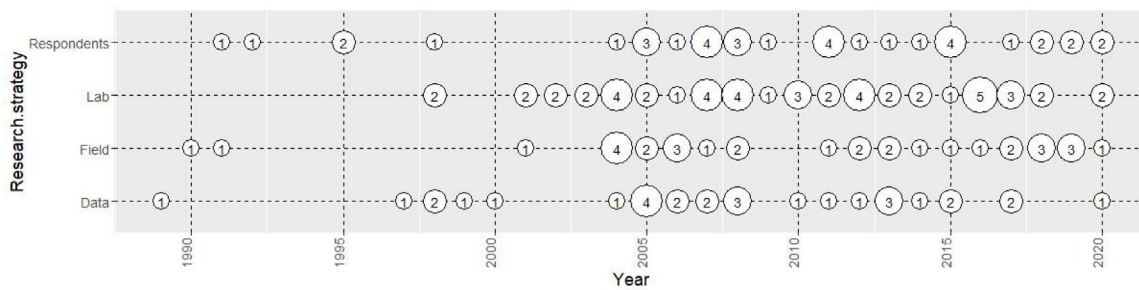 Respondents 1 1 2 1 1 3 1 4 3 1 4 1 1 1 4 1 2 2 2
Lab 2 2 2 2 4 2 1 4 4 1 3 2 4 2 2 1 5 3 2 2
Field 1 1 1 4 2 3 1 2 1 2 2 1 1 1 2 3 3 1
Data 1 1 2 1 1 1 4 2 2 3 1 1 1 3 1 2 2 1
Research.strategy
1990 1995 2000 2005 2010 2015 2020
Year